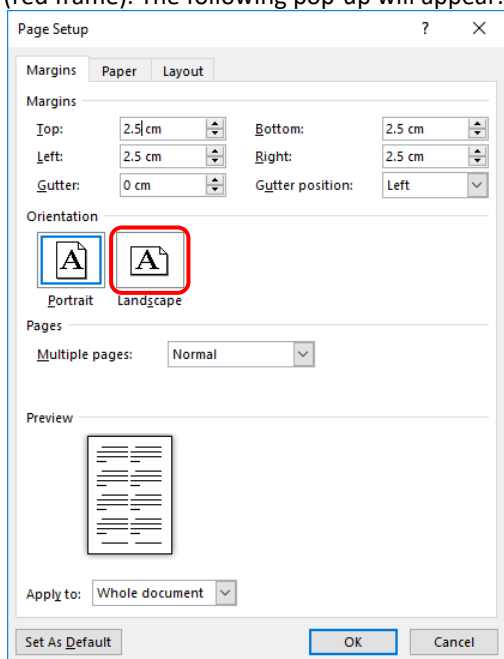 (red frame). The following pop-up will appear:
Page Setup ?
Margins Paper Layout
Margins
Top: 2.5 cm Bottom: 2.5 cm
Left: 2.5 cm Right: 2.5 cm
Gutter: 0 cm Gutter position: Left
Orientation
A A
Portrait Landscape
Pages
Multiple pages: Normal
Preview
Apply to: Whole document
Set As Default OK Cancel